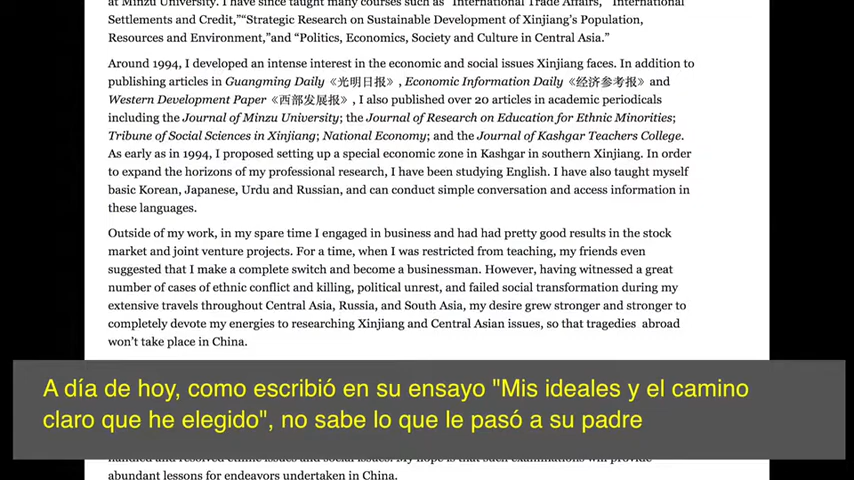 at Minzu University. I have since taught many courses such as "International Trade Affairs," "International
Settlements and Credit,""Strategic Research on Sustainable Development of Xinjiang's Population,
Resources and Environment,"and "Politics, Economics, Society and Culture in Central Asia."
Around 1994, I developed an intense interest in the economic and social issues Xinjiang faces. In addition to
publishing articles in Guangming Daily《光明日报》, Economic Information Daily《经济参考报》and
Western Development Paper《西部发展报》, I also published over 20 articles in academic periodicals
including the Journal of Minzu University; the Journal of Research on Education for Ethnic Minorities;
Tribune of Social Sciences in Xinjiang; National Economy; and the Journal of Kashgar Teachers College.
As early as in 1994, I proposed setting up a special economic zone in Kashgar in southern Xinjiang. In order
to expand the horizons of my professional research, I have been studying English. I have also taught myself
basic Korean, Japanese, Urdu and Russian, and can conduct simple conversation and access information in
these languages.
Outside of my work, in my spare time I engaged in business and had had pretty good results in the stock
market and joint venture projects. For a time, when I was restricted from teaching, my friends even
suggested that I make a complete switch and become a businessman. However, having witnessed a great
number of cases of ethnic conflict and killing, political unrest, and failed social transformation during my
extensive travels throughout Central Asia, Russia, and South Asia, my desire grew stronger and stronger to
completely devote my energies to researching Xinjiang and Central Asian issues, so that tragedies abroad
won't take place in China.
A día de hoy, como escribió en su ensayo "Mis ideales y el camino
claro que he elegido", no sabe lo que le pasó a su padre
handled and resolved ethnic issues and social issues. My hope is that such examinations will provide
abundant lessons for endeavors undertaken in China.